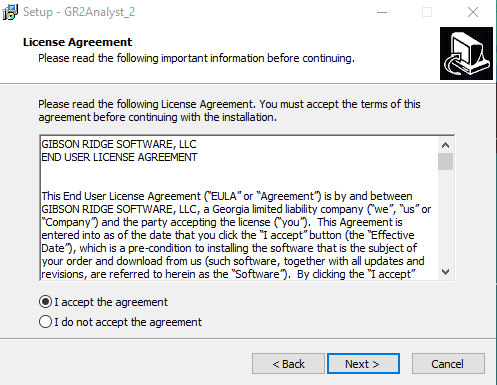 Setup - GR2Analyst_2
License Agreement
Please read the following important information before continuing.
Please read the following License Agreement. You must accept the terms of this
agreement before continuing with the installation.
GIBSON RIDGE SOFTWARE, LLC
END USER LICENSE AGREEMENT
This End User License Agreement (“EULA” or “Agreement”) is by and between
GIBSON RIDGE SOFTWARE, LLC, a Georgia limited liability company (“we”, “us” or
“Company”) and the party accepting the license (“you”).  This Agreement is
entered into as of the date that you click the “I accept” button (the “Effective
Date”), which is a pre-condition to installing the software that is the subject of
your order and download from us (such software, together with all updates and
revisions, are referred to herein as the “Software”).  By clicking the “I accept”
I accept the agreement
I do not accept the agreement
< Back
Next >
Cancel